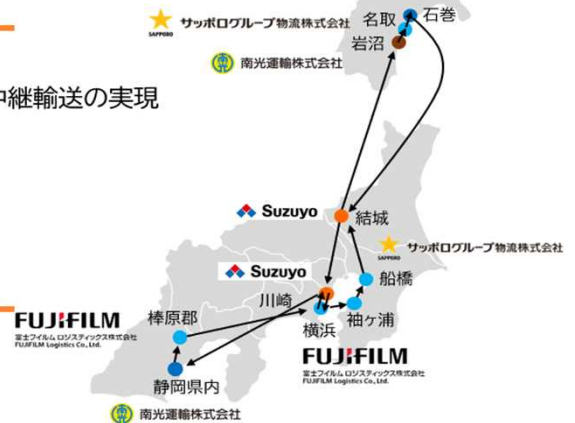 サッポログループ物流株式会社
SAPPORO
名取
石巻
岩沼
南光運輸株式会社
中継輸送の実現
Suzuyo
結城
サッポログループ物流株式会社
SAPPORO
Suzuyo
船橋
川崎
袖ヶ浦
横浜
FUJIFILM
富士フイルム ロジスティックス株式会社
FUJIFILM Logistics Co., Ltd.
榛原郡
FUJIFILM
富士フイルム ロジスティックス株式会社
FUJIFILM Logistics Co., Ltd.
静岡県内
南光運輸株式会社